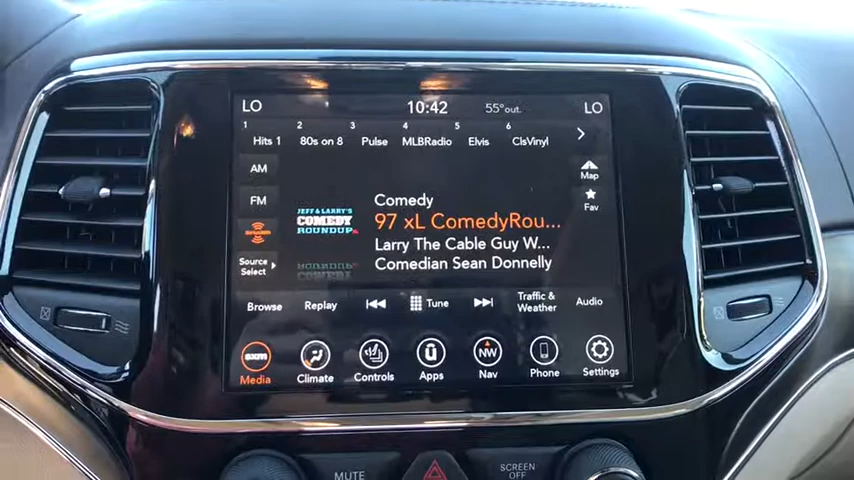 LO 10:42 55° out. LO
1 2 3 4 5 6
Hits 1 80s on 8 Pulse MLBRadio Elvis ClsVinyl
AM
Map
FM
Fav
Comedy
97 xL ComedyRou...
Larry The Cable Guy W...
Comedian Sean Donnelly
JEFF & LARRY'S
COMEDY
ROUNDUP
Source
Select
Browse Replay Tune Traffic & Weather Audio
sxm U NW
Media Climate Controls Apps Nav Phone Settings
MUTE SCREEN OFF